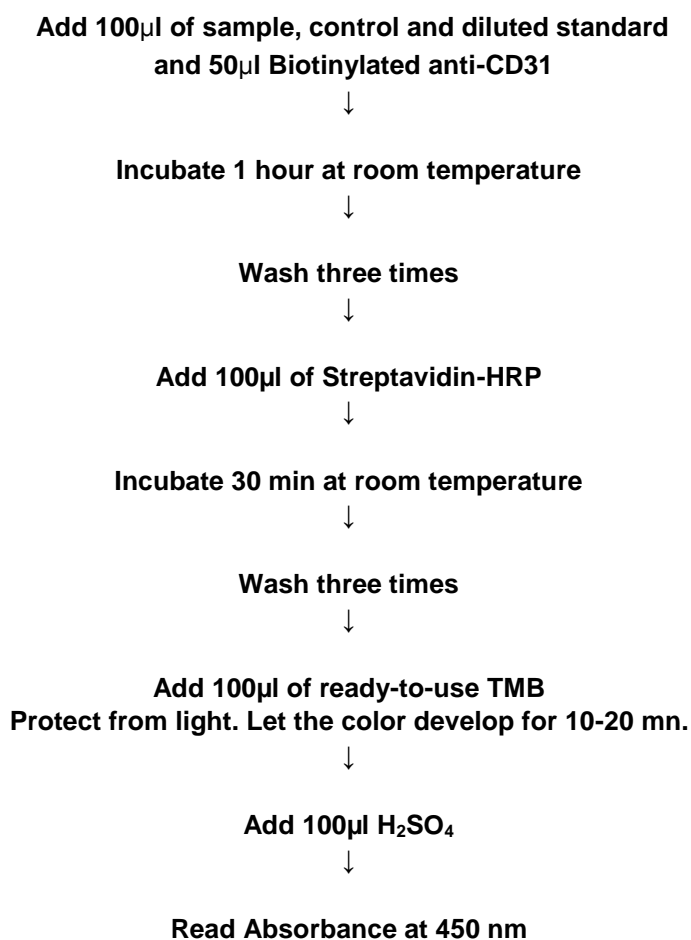 Add 100μl of sample, control and diluted standard
and 50μl Biotinylated anti-CD31
↓
Incubate 1 hour at room temperature
↓
Wash three times
↓
Add 100µl of Streptavidin-HRP
↓
Incubate 30 min at room temperature
↓
Wash three times
↓
Add 100µl of ready-to-use TMB
Protect from light. Let the color develop for 10-20 mn.
↓
Add 100µl H₂SO₄
↓
Read Absorbance at 450 nm